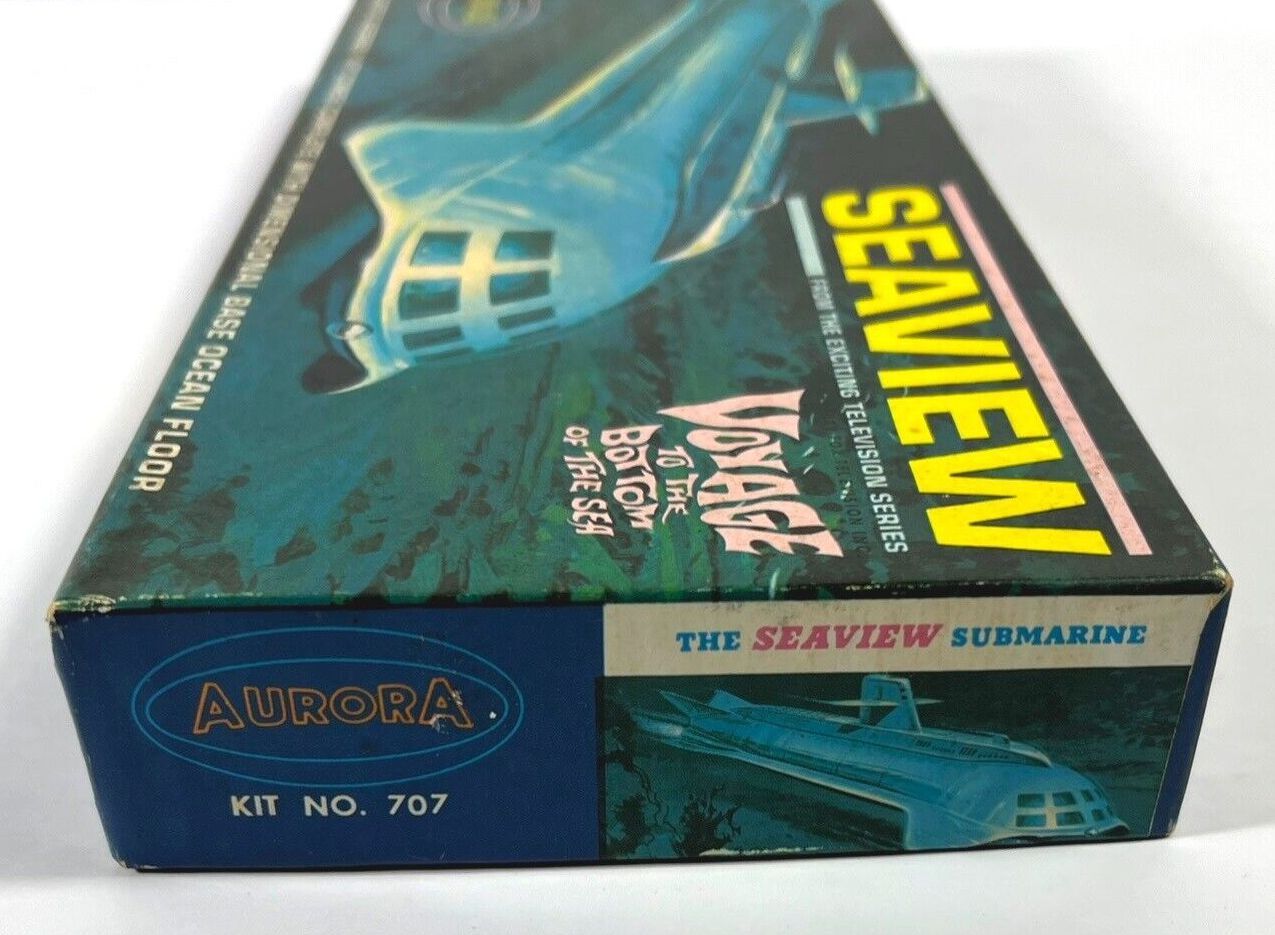 SEAVIEW
FROM THE EXCITING TELEVISION SERIES
VOYAGE
TO THE
BOTTOM
OF THE SEA
DIMENSIONAL BASE OCEAN FLOOR
AURORA
KIT NO. 707
THE SEAVIEW SUBMARINE